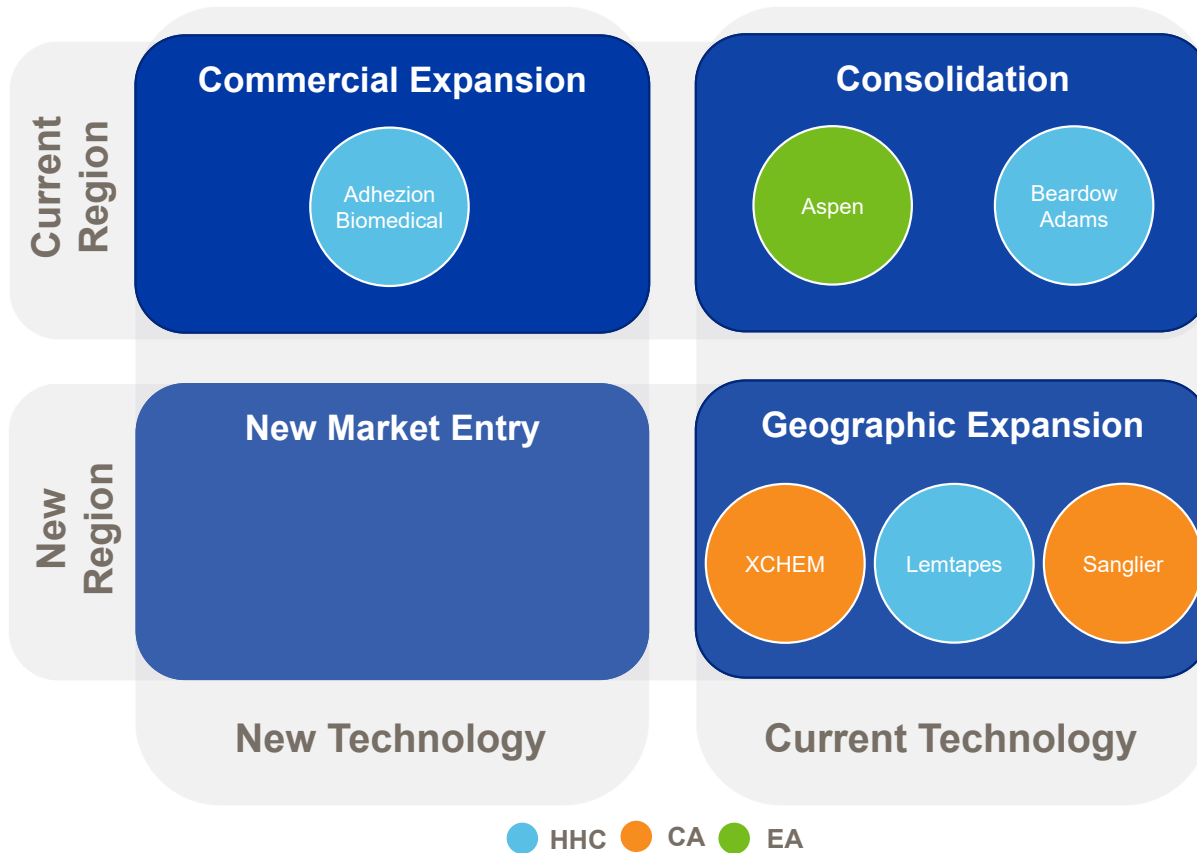 Commercial Expansion
Consolidation
Current
Region
Adhezion
Biomedical
Aspen
Beardow
Adams
New Market Entry
Geographic Expansion
New
Region
XCHEM
Lemtapes
Sanglier
New Technology
Current Technology
HHC
CA
EA